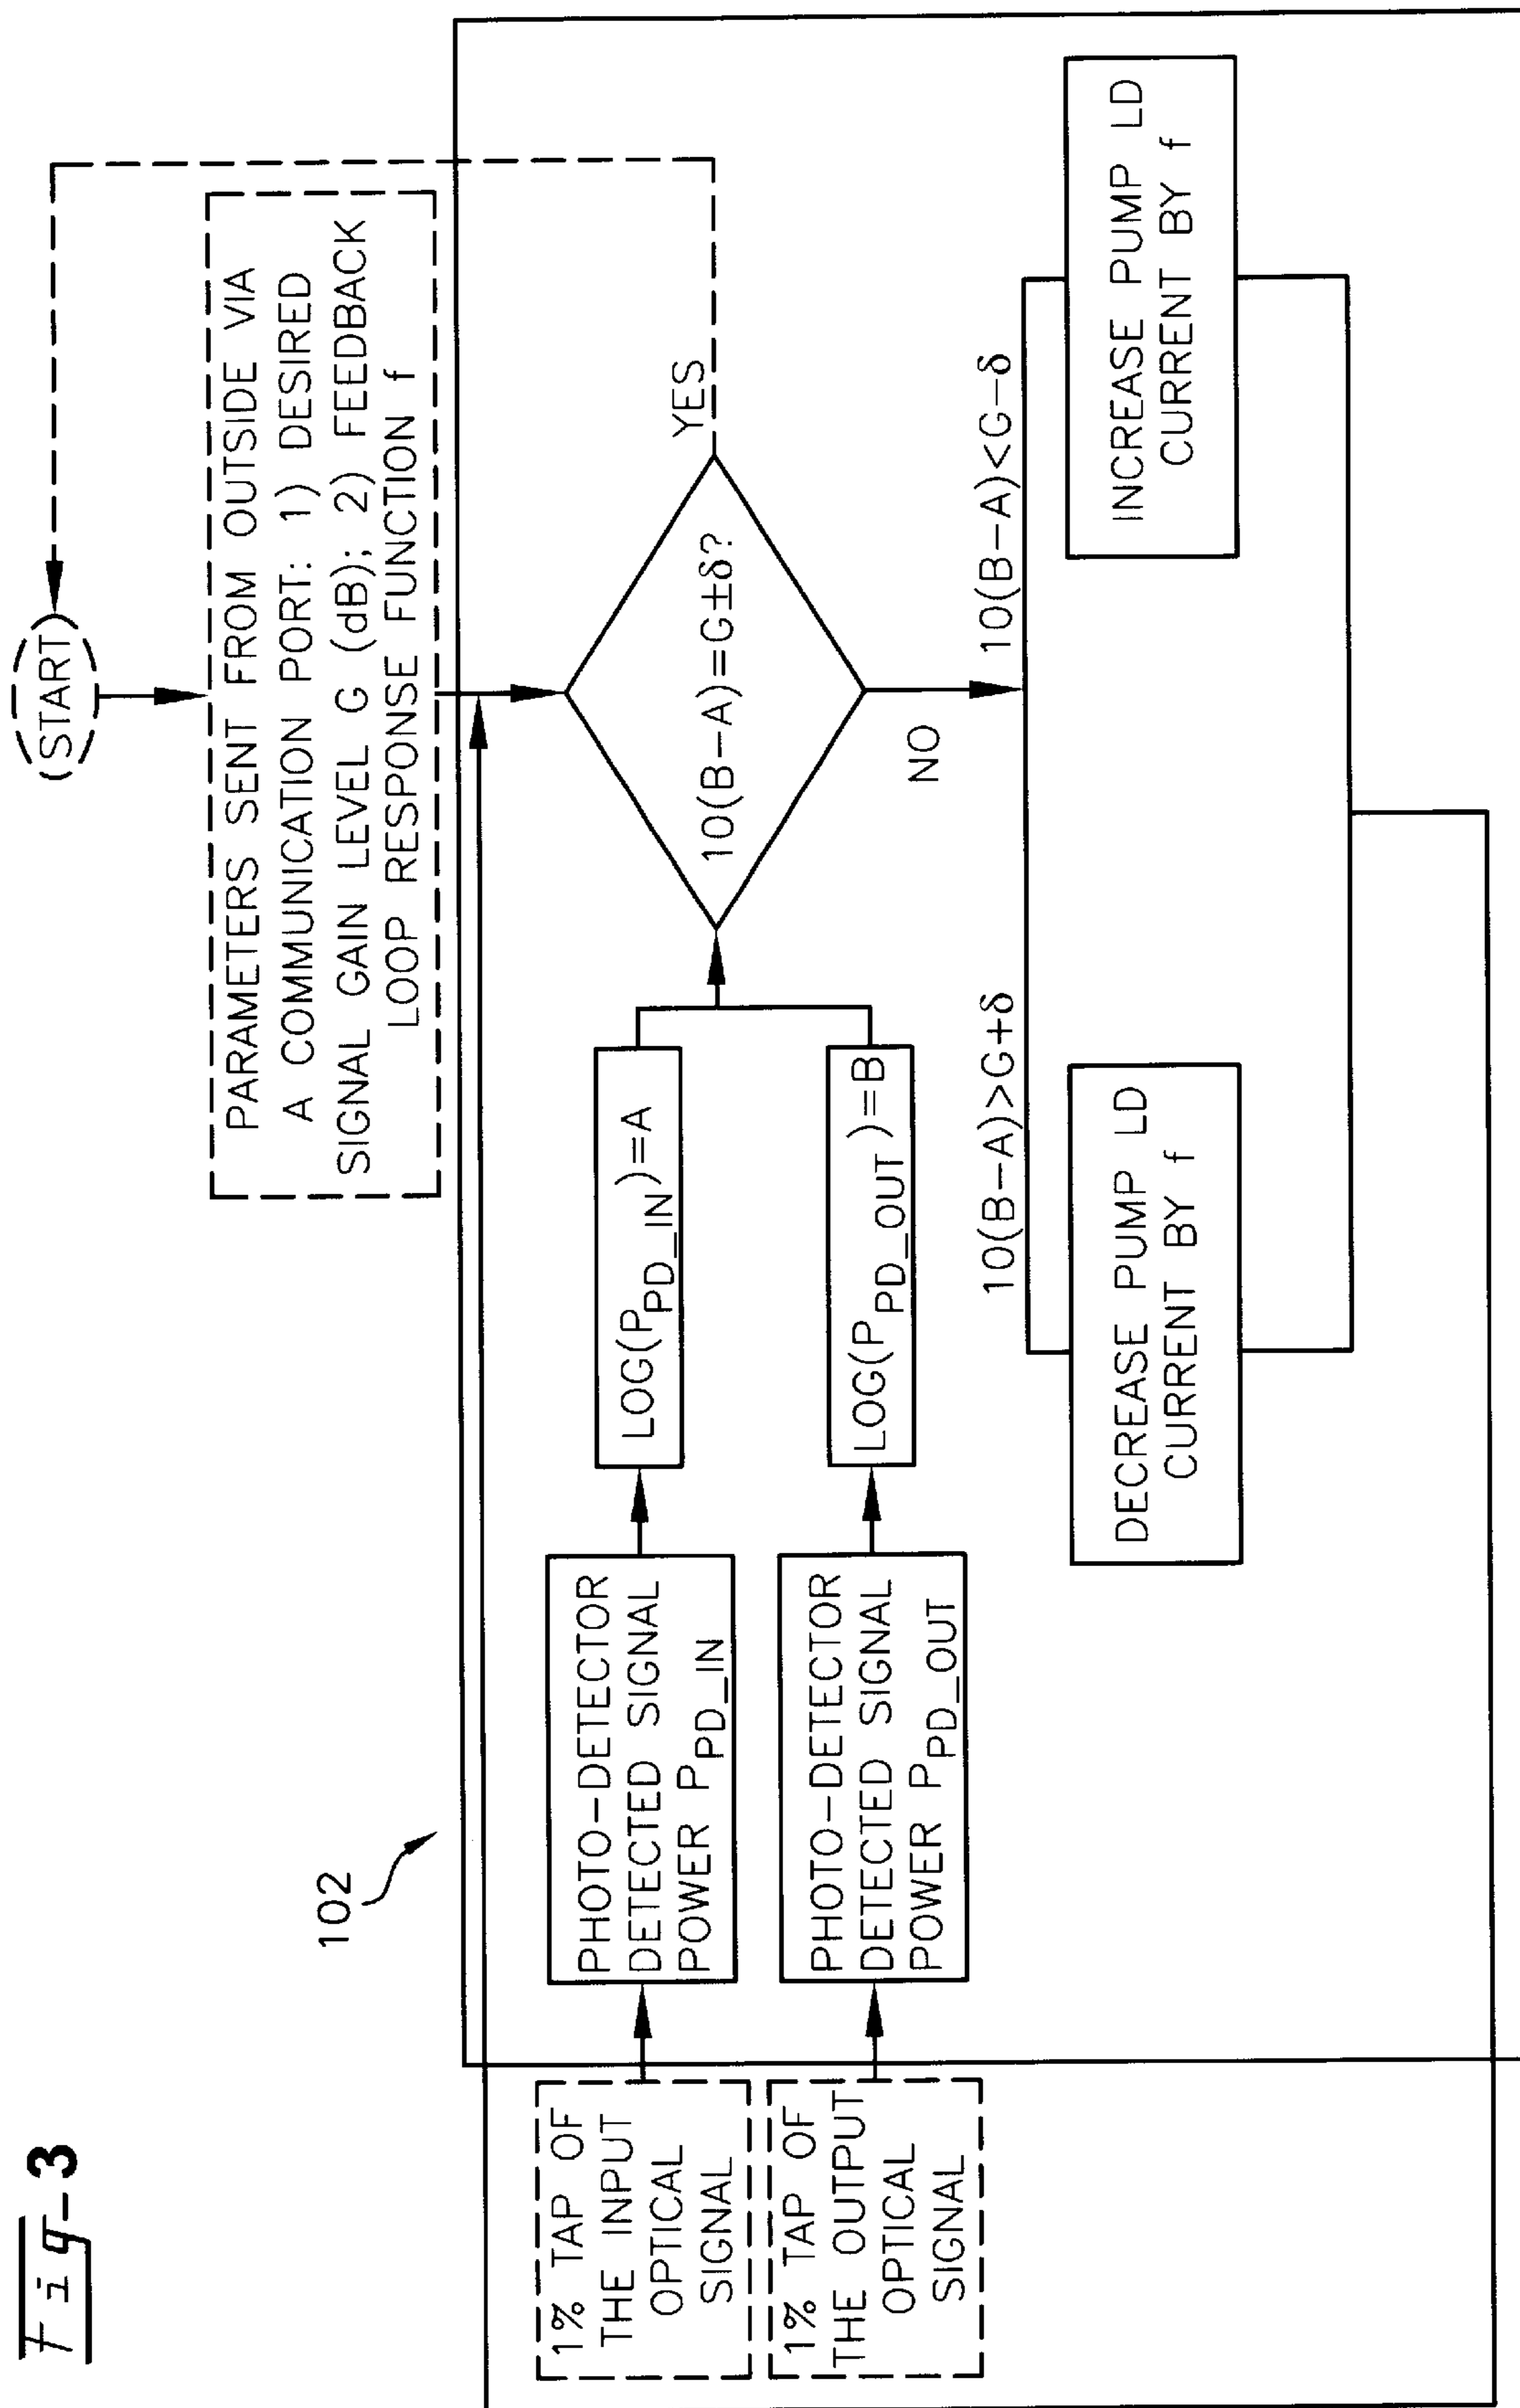 Fig-3
(START)
PARAMETERS SENT FROM OUTSIDE VIA
A COMMUNICATION PORT: 1) DESIRED
SIGNAL GAIN LEVEL G (dB); 2) FEEDBACK
LOOP RESPONSE FUNCTION f
102
1% TAP OF
THE INPUT
OPTICAL
SIGNAL
PHOTO-DETECTOR
DETECTED SIGNAL
POWER P_PD_IN
LOG(P_PD_IN)=A
10(B-A)=G±δ?
YES
1% TAP OF
THE OUTPUT
OPTICAL
SIGNAL
PHOTO-DETECTOR
DETECTED SIGNAL
POWER P_PD_OUT
LOG(P_PD_OUT)=B
NO
10(B-A)>G+δ
10(B-A)<G-δ
DECREASE PUMP LD
CURRENT BY f
INCREASE PUMP LD
CURRENT BY f